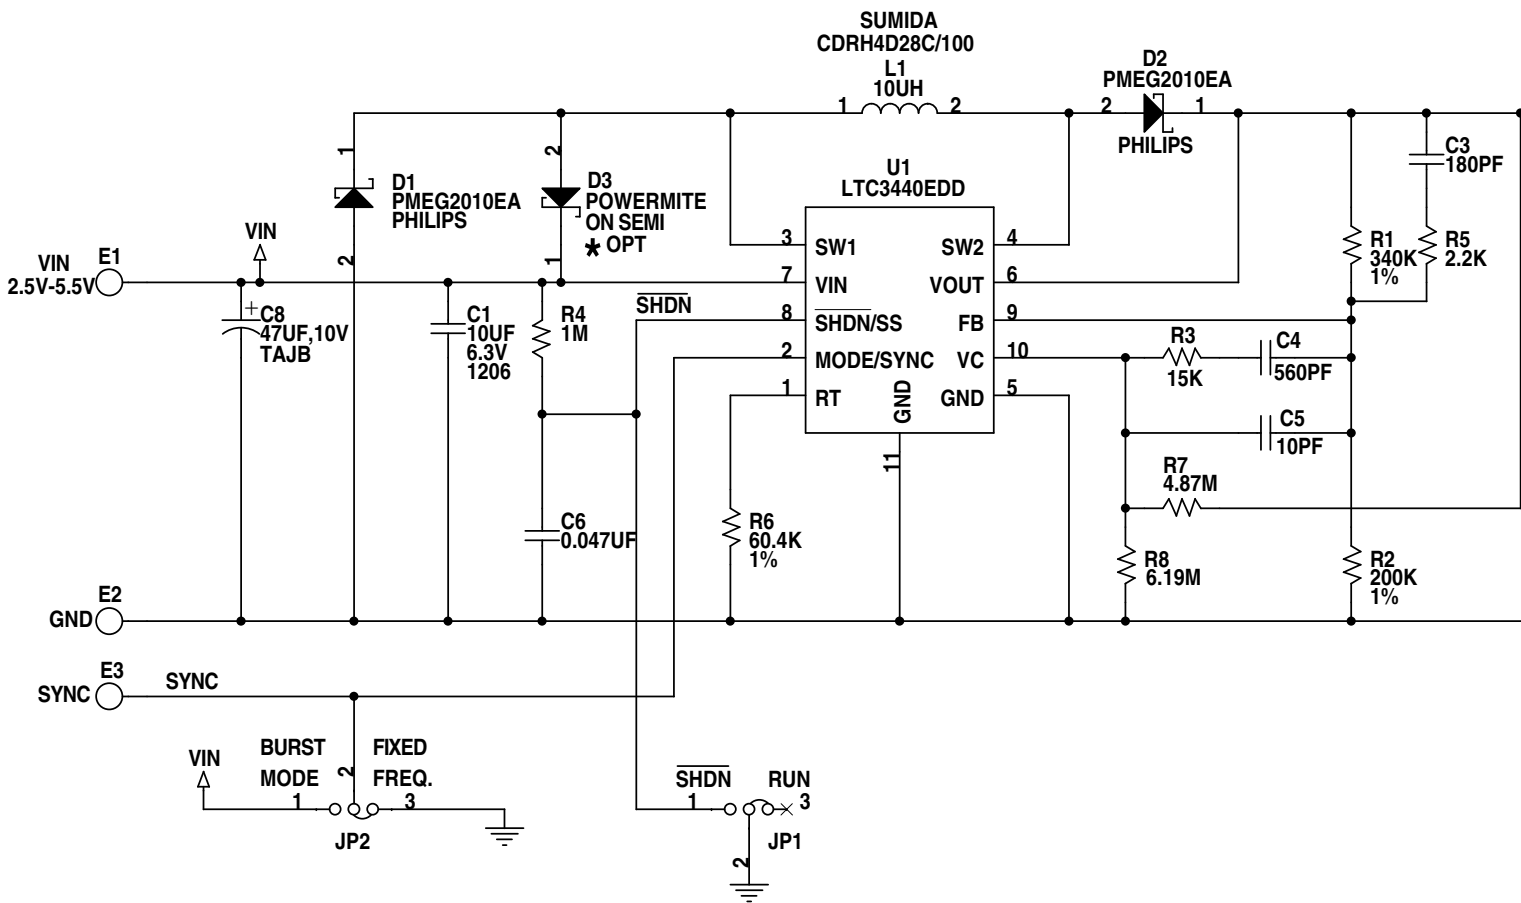 SUMIDA
CDRH4D28C/100
L1
10UH
1
2
D2
PMEG2010EA
2
1
PHILIPS
C3
180PF
1
D1
PMEG2010EA
PHILIPS
2
2
D3
POWERMITE
ON SEMI
* OPT
1
U1
LTC3440EDD
3
SW1
SW2
4
7
VIN
VOUT
6
8
SHDN/SS
FB
9
2
MODE/SYNC
VC
10
1
RT
GND
GND
5
11
R1
340K
1%
R5
2.2K
VIN
VIN
2.5V-5.5V
E1
+
C8
47UF,10V
TAJB
C1
10UF
6.3V
1206
R4
1M
SHDN
R3
15K
C4
560PF
C5
10PF
R7
4.87M
C6
0.047UF
R6
60.4K
1%
R8
6.19M
R2
200K
1%
E2
GND
E3
SYNC
SYNC
VIN
BURST
MODE
1
2
FIXED
FREQ.
3
JP2
SHDN
1
RUN
3
JP1
2